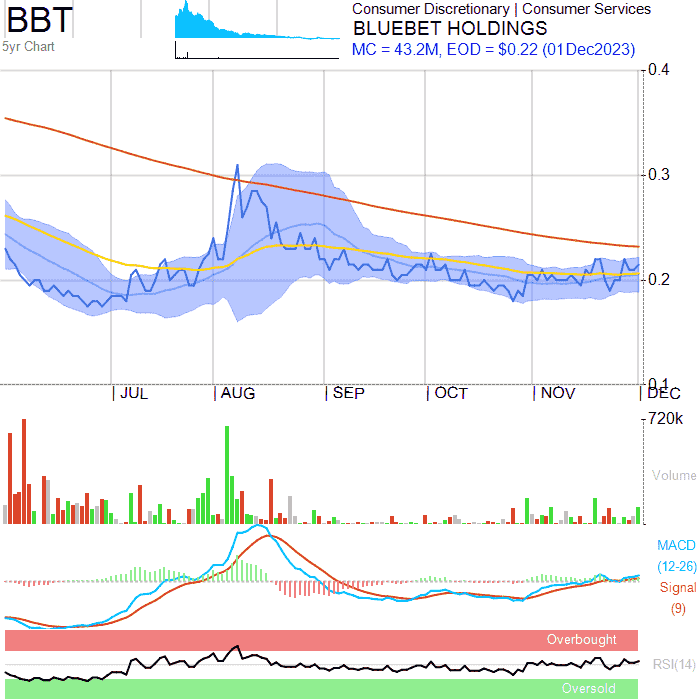 BBT
5yr Chart
Consumer Discretionary | Consumer Services
BLUEBET HOLDINGS
MC = 43.2M, EOD = $0.22 (01Dec2023)
0.4
0.3
0.2
0.1
JUL
AUG
SEP
OCT
NOV
DEC
720k
Volume
MACD
(12-26)
Signal
(9)
Overbought
RSI(14)
Oversold